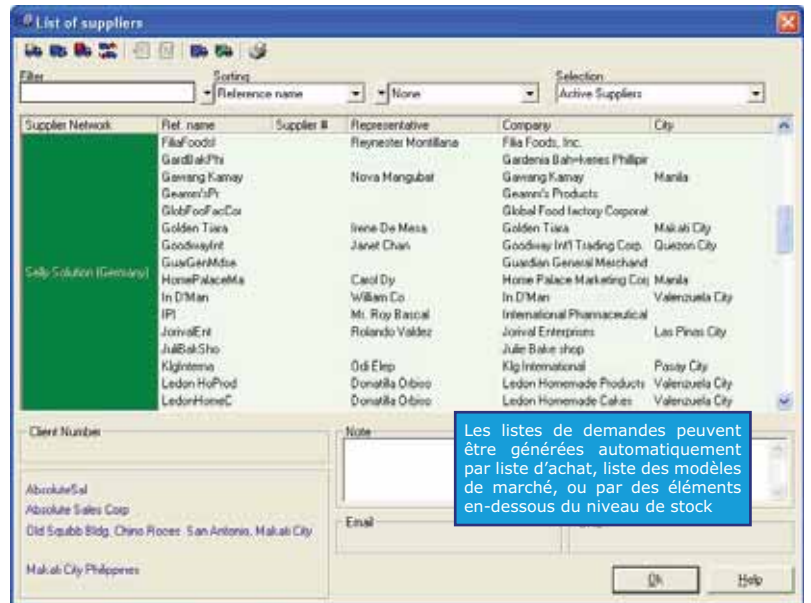 List of suppliers
Filter Sorting Selection
Reference name None Active Suppliers
Supplier Network Ref. name Supplier # Representative Company City
FiliaFoodsI Reynester Montillana Filia Foods, Inc.
GardBakPhi Gardenia Phillipi
Gawang Kamay Nova Mangubat Gawang Kamay Manila
Geamn'sPr Geamn's Products
GlobFooFacCor Global Food factory Corporat
Golden Tiara Irene De Mesa Golden Tiara Makati City
GoodwayInt Janet Chan Goodway Int'l Trading Corp. Quezon City
GuarGenMdse Guardian General Merchand
Selly Solution (Germany)
HomePalaceMa Carol Dy Home Palace Marketing Corj Manila
In D'Man William Co In D'Man Valenzuela City
IPI Mr. Roy Bascal International Pharmaceutical
JorivalEnt Rolando Valdez Jorival Enterprises Las Pinas City
JuliBakSho Julie Bake shop
KlgInterna Odi Elep Klg International Pasay City
Ledon HoProd Donatilla Orbiso Ledon Homemade Products Valenzuela City
LedonHomeC Donatilla Orbiso Ledon Homemade Cakes Valenzuela City
Client Number
Note
Les listes de demandes peuvent
être générées automatiquement
par liste d'achat, liste des modèles
de marché, ou par des éléments
en-dessous du niveau de stock
AbsoluteSal
Absolute Sales Corp
Old Squibb Bldg, Chino Roces San Antonio, Makati City
Email
Makati City Philippines
Ok Help